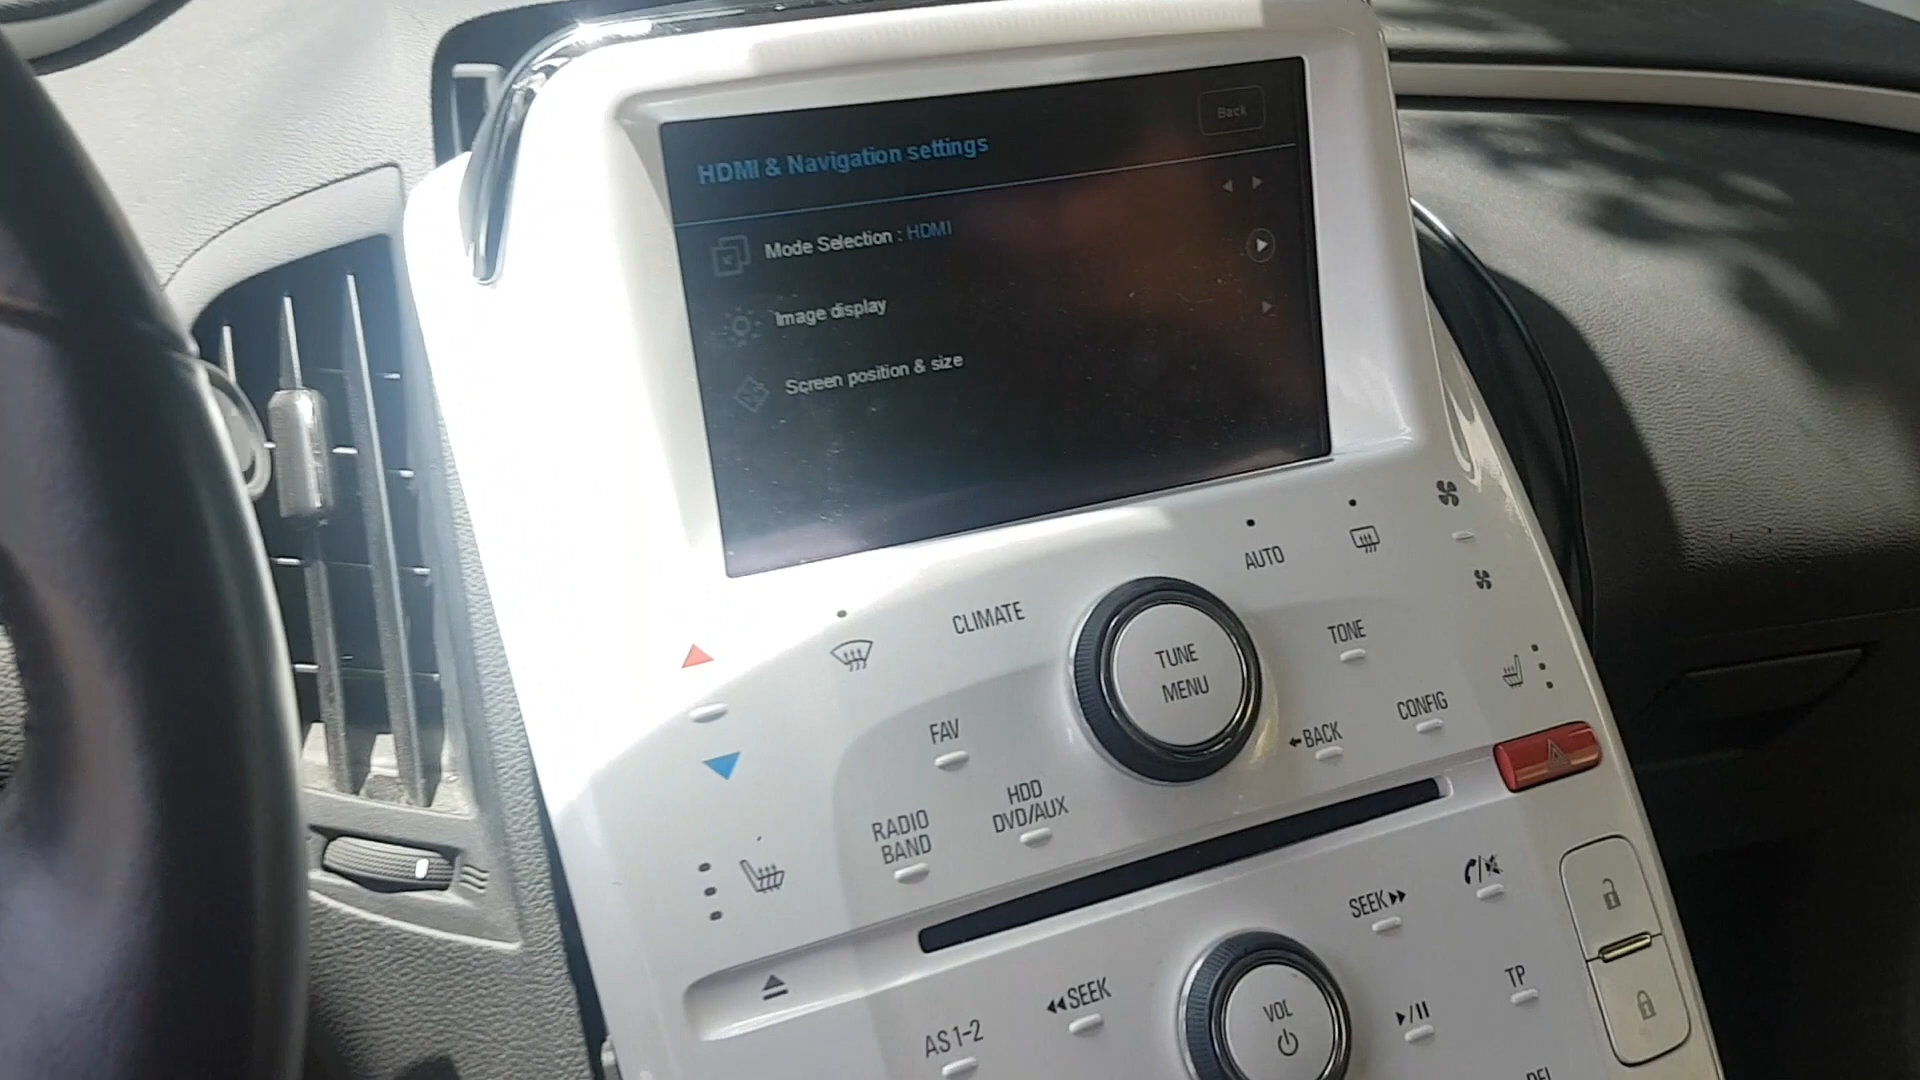 Back
HDMI & Navigation settings
Mode Selection : HDMI
Image display
Screen position & size
AUTO
CLIMATE
TUNE
MENU
TONE
FAV
BACK
CONFIG
HDD
DVD/AUX
RADIO
BAND
SEEK
SEEK
TP
AS 1-2
VOL